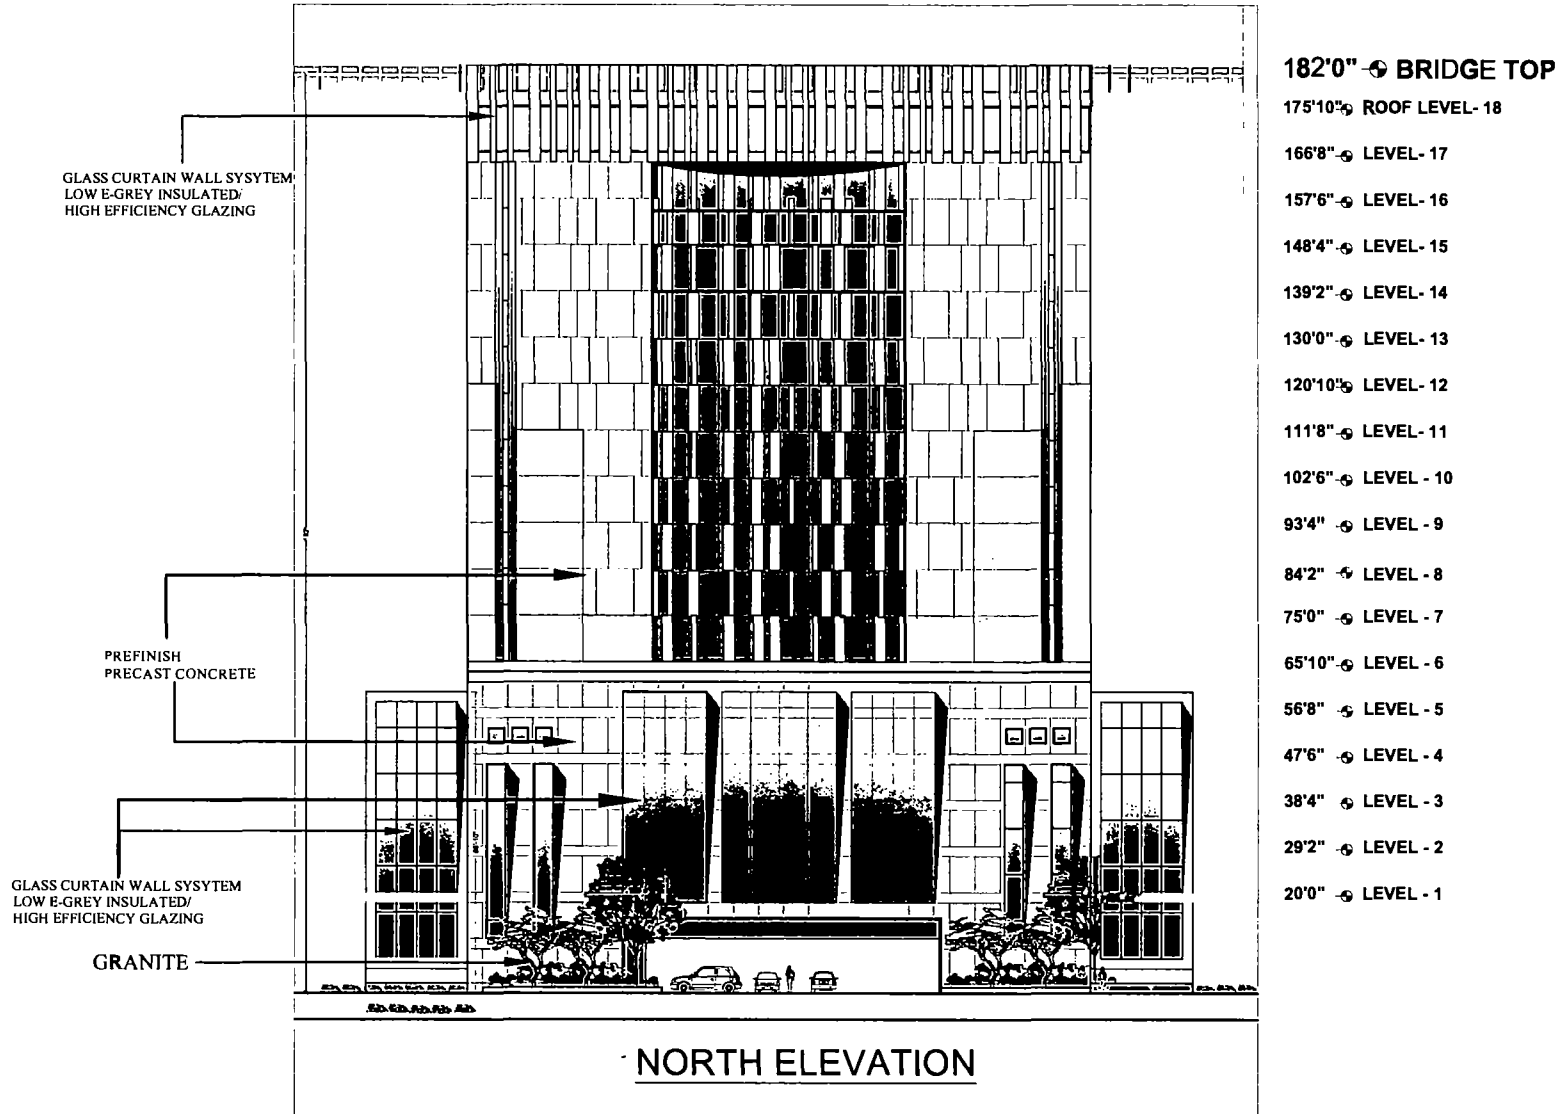 182'0" BRIDGE TOP
175'10" ROOF LEVEL- 18
166'8" LEVEL- 17
157'6" LEVEL- 16
148'4" LEVEL- 15
139'2" LEVEL- 14
130'0" LEVEL- 13
120'10" LEVEL- 12
111'8" LEVEL- 11
102'6" LEVEL - 10
93'4" LEVEL - 9
84'2" LEVEL - 8
75'0" LEVEL - 7
65'10" LEVEL - 6
56'8" LEVEL - 5
47'6" LEVEL - 4
38'4" LEVEL - 3
29'2" LEVEL - 2
20'0" LEVEL - 1
GLASS CURTAIN WALL SYSYTEM
LOW E-GREY INSULATED/
HIGH EFFICIENCY GLAZING
PREFINISH
PRECAST CONCRETE
GLASS CURTAIN WALL SYSYTEM
LOW E-GREY INSULATED/
HIGH EFFICIENCY GLAZING
GRANITE
NORTH ELEVATION